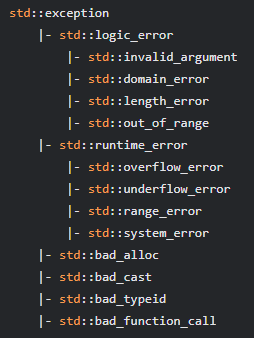 std::exception
|- std::logic_error
|- std::invalid_argument
|- std::domain_error
|- std::length_error
|- std::out_of_range
|- std::runtime_error
|- std::overflow_error
|- std::underflow_error
|- std::range_error
|- std::system_error
|- std::bad_alloc
|- std::bad_cast
|- std::bad_typeid
|- std::bad_function_call